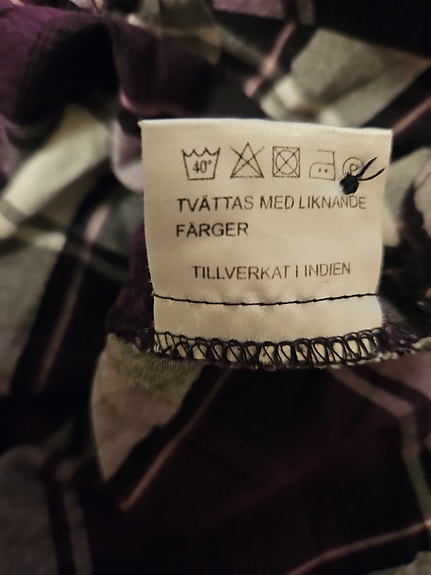 40°
TVÄTTAS MED LIKNANDE
FÄRGER
TILLVERKAT I INDIEN